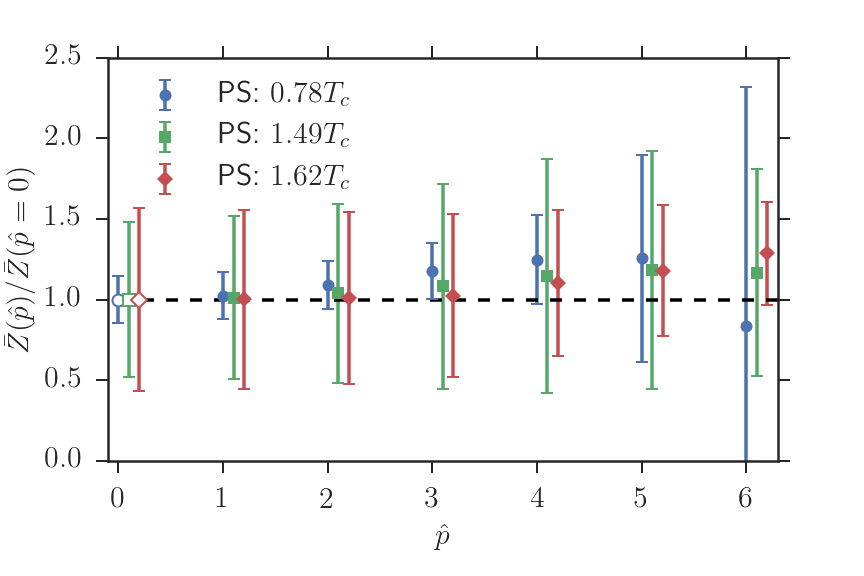 2.5
2.0
1.5
1.0
0.5
0.0
Z̄(p̂)/Z̄(p̂ = 0)
PS: 0.78T_c
PS: 1.49T_c
PS: 1.62T_c
0 1 2 3 4 5 6
p̂